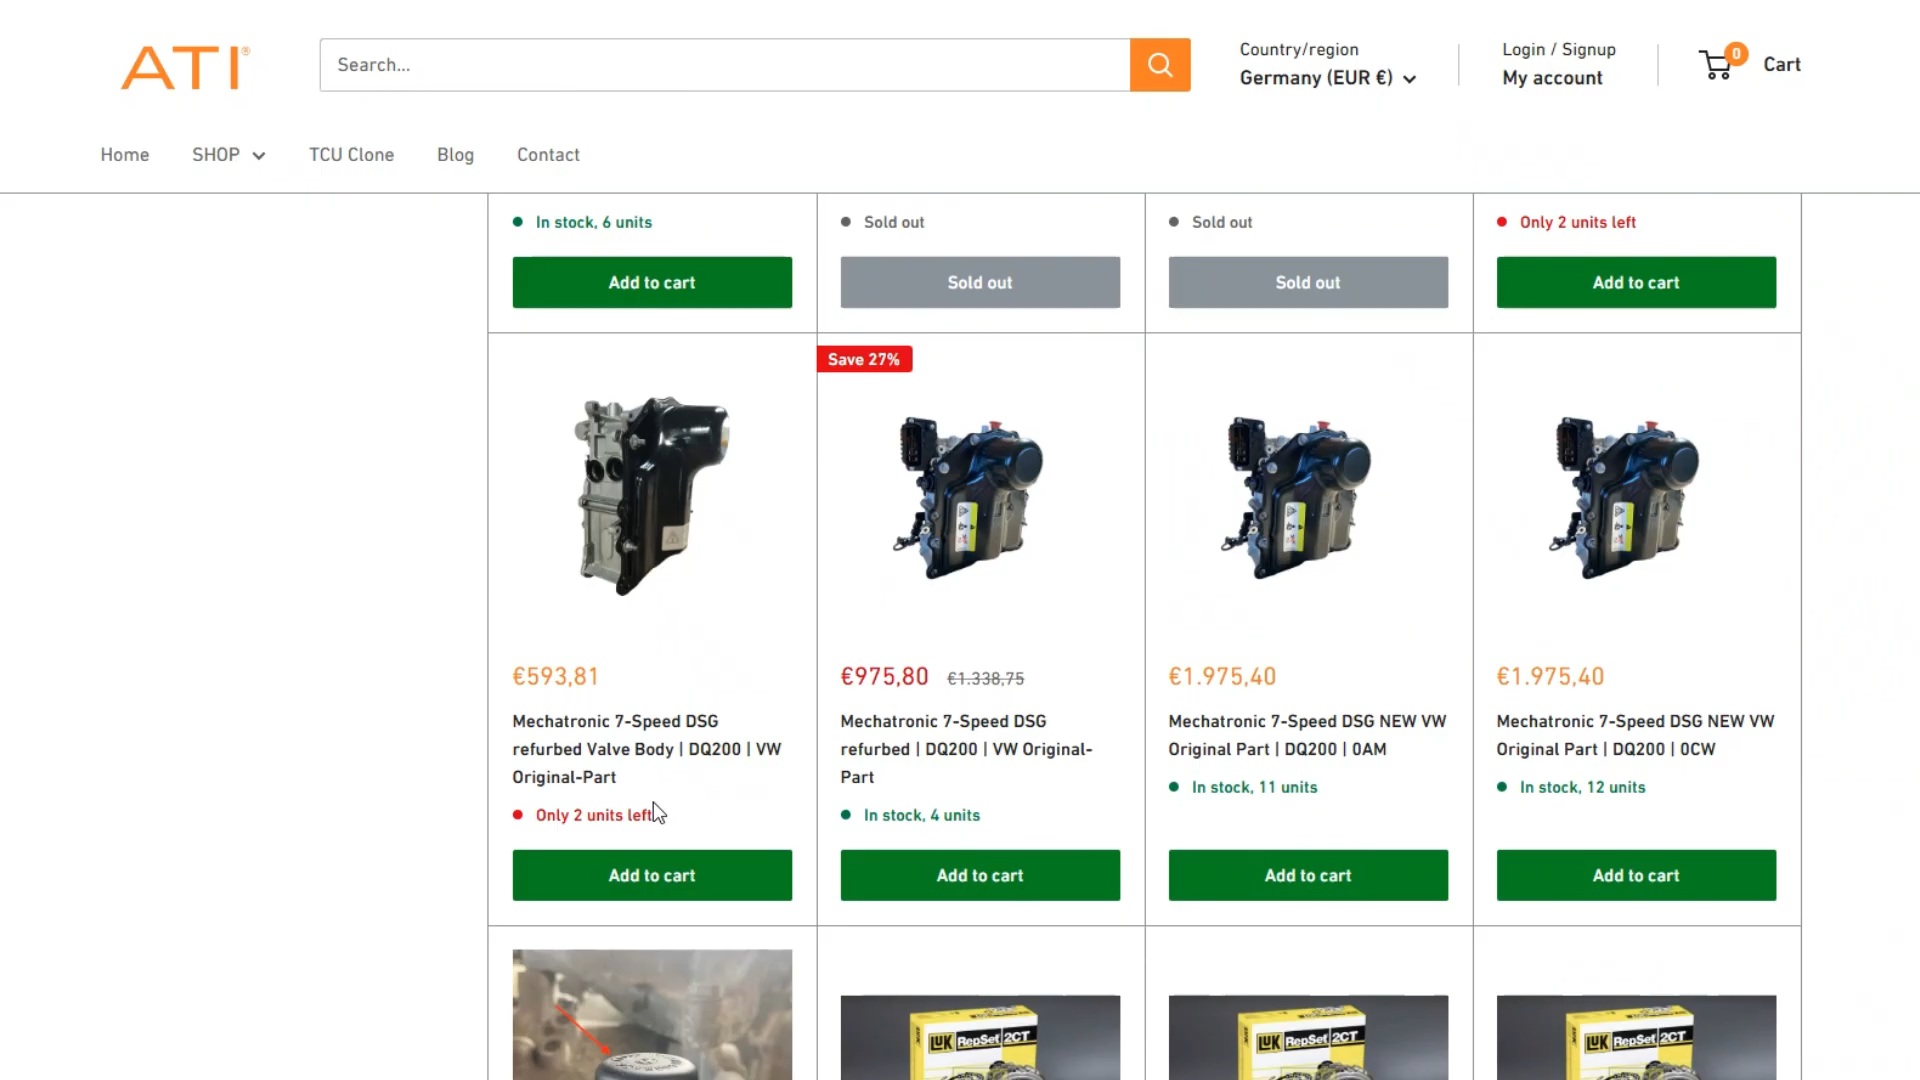 ATI®
Search...
Country/region
Germany (EUR €)
Login / Signup
My account
0
Cart
Home
SHOP
TCU Clone
Blog
Contact
In stock, 6 units
Sold out
Sold out
Only 2 units left
Add to cart
Sold out
Sold out
Add to cart
Save 27%
€593,81
Mechatronic 7-Speed DSG
refurbed Valve Body | DQ200 | VW
Original-Part
Only 2 units left
Add to cart
€975,80 €1.338,75
Mechatronic 7-Speed DSG
refurbed | DQ200 | VW Original-
Part
In stock, 4 units
Add to cart
€1.975,40
Mechatronic 7-Speed DSG NEW VW
Original Part | DQ200 | 0AM
In stock, 11 units
Add to cart
€1.975,40
Mechatronic 7-Speed DSG NEW VW
Original Part | DQ200 | 0CW
In stock, 12 units
Add to cart
LUK RepSet 2CT
LUK RepSet 2CT
LUK RepSet 2CT